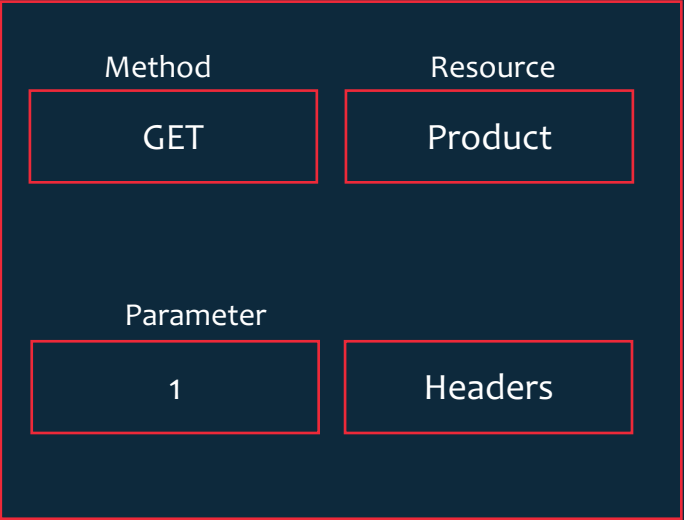 Method
Resource
GET
Product
Parameter
1
Headers